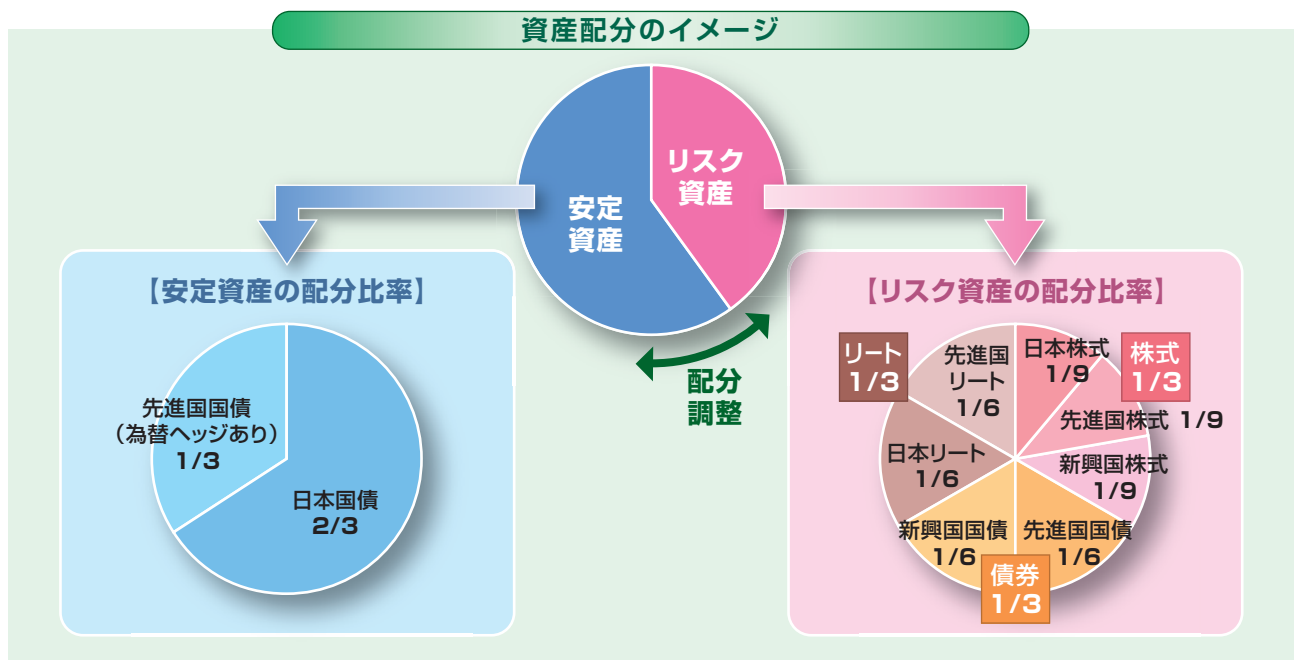 資産配分のイメージ
リスク
資産
安定
資産
配分
調整
【安定資産の配分比率】
先進国国債
（為替ヘッジあり）
1/3
日本国債
2/3
【リスク資産の配分比率】
リート
1/3
先進国
リート
1/6
日本株式
1/9
株式
1/3
先進国株式 1/9
新興国株式
1/9
日本リート
1/6
新興国国債
1/6
先進国国債
1/6
債券
1/3